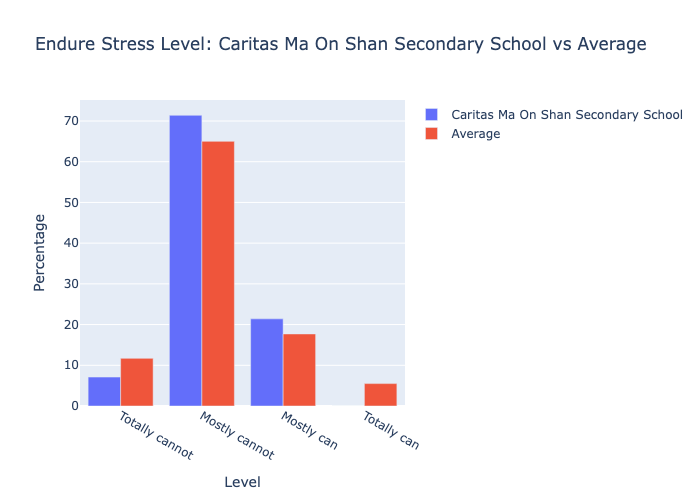 Endure Stress Level: Caritas Ma On Shan Secondary School vs Average
Caritas Ma On Shan Secondary School
Average
Percentage
70
60
50
40
30
20
10
0
Totally cannot
Mostly cannot
Mostly can
Totally can
Level